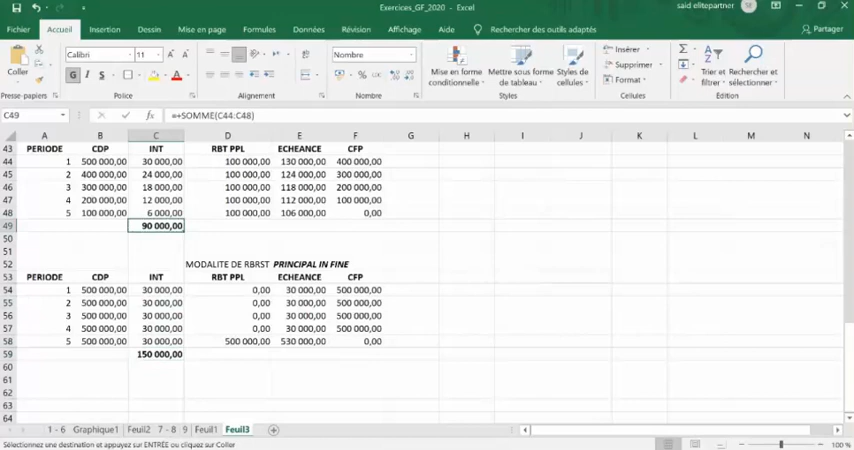 Exercices_GF_2020 - Excel
said elitepartner SE
Fichier Accueil Insertion Dessin Mise en page Formules Données Révision Affichage Aide Rechercher des outils adaptés Partager
Calibri 11 A A
Nombre
Insérer
Supprimer
Format
Coller
G I S
Mise en forme conditionnelle
Mettre sous forme de tableau
Styles de cellules
Trier et filtrer
Rechercher et sélectionner
Presse-papiers Police Alignement Nombre Styles Cellules Édition
C49 fx =+SOMME(C44:C48)
A B C D E F G H I J K L M N
43 PERIODE CDP INT RBT PPL ECHEANCE CFP
44 1 500 000,00 30 000,00 100 000,00 130 000,00 400 000,00
45 2 400 000,00 24 000,00 100 000,00 124 000,00 300 000,00
46 3 300 000,00 18 000,00 100 000,00 118 000,00 200 000,00
47 4 200 000,00 12 000,00 100 000,00 112 000,00 100 000,00
48 5 100 000,00 6 000,00 100 000,00 106 000,00 0,00
49 90 000,00
50
51
52 MODALITE DE RBRST PRINCIPAL IN FINE
53 PERIODE CDP INT RBT PPL ECHEANCE CFP
54 1 500 000,00 30 000,00 0,00 30 000,00 500 000,00
55 2 500 000,00 30 000,00 0,00 30 000,00 500 000,00
56 3 500 000,00 30 000,00 0,00 30 000,00 500 000,00
57 4 500 000,00 30 000,00 0,00 30 000,00 500 000,00
58 5 500 000,00 30 000,00 500 000,00 530 000,00 0,00
59 150 000,00
60
61
62
63
64
1 - 6 Graphique1 Feuil2 7 - 8 9 Feuil1 Feuil3
Sélectionnez une destination et appuyez sur ENTRÉE ou cliquez sur Coller
100 %